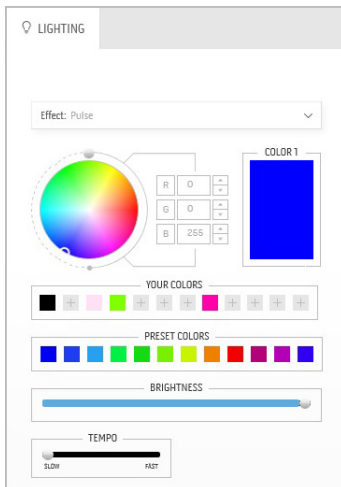 LIGHTING
Effect: Pulse
COLOR 1
R 0
G 0
B 255
YOUR COLORS
PRESET COLORS
BRIGHTNESS
TEMPO
SLOW FAST